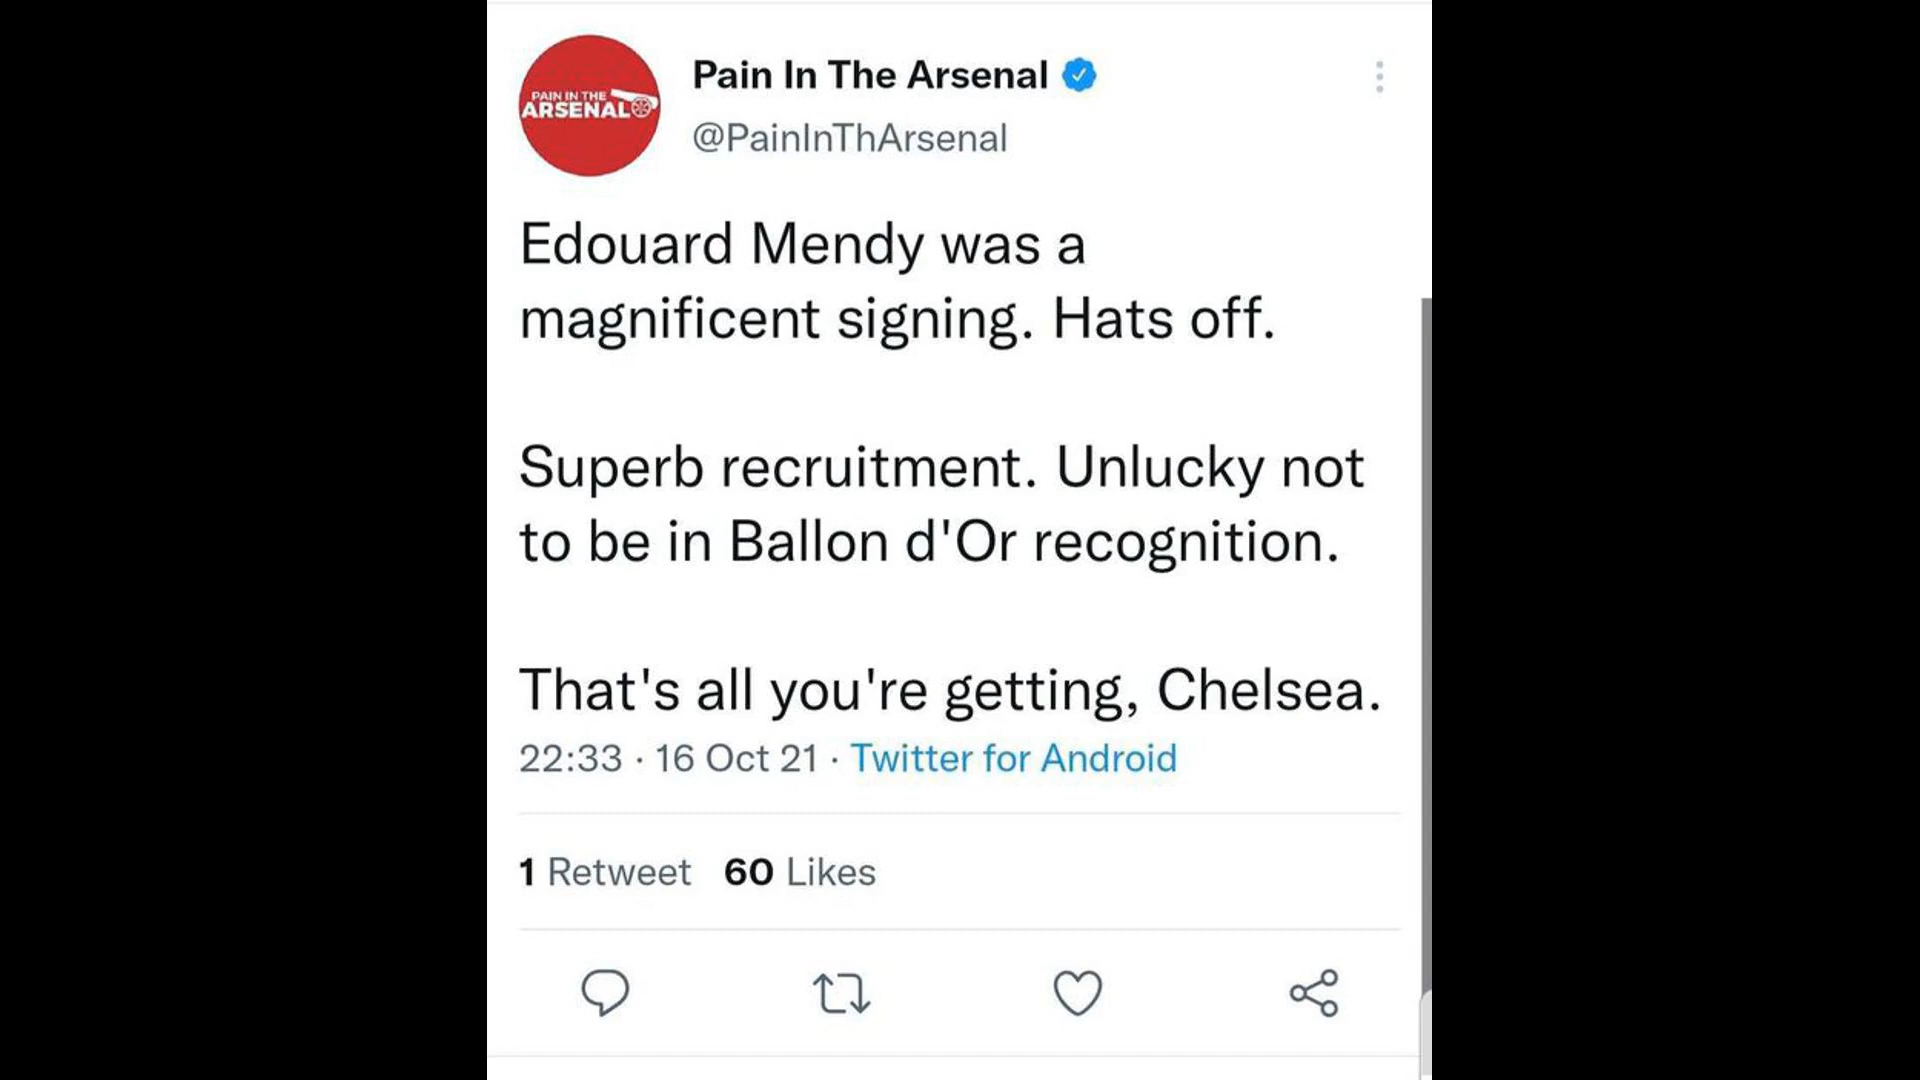 PAIN IN THE
ARSENAL
Pain In The Arsenal
@PainInThArsenal
Edouard Mendy was a
magnificent signing. Hats off.
Superb recruitment. Unlucky not
to be in Ballon d'Or recognition.
That's all you're getting, Chelsea.
22:33 · 16 Oct 21 · Twitter for Android
1 Retweet 60 Likes